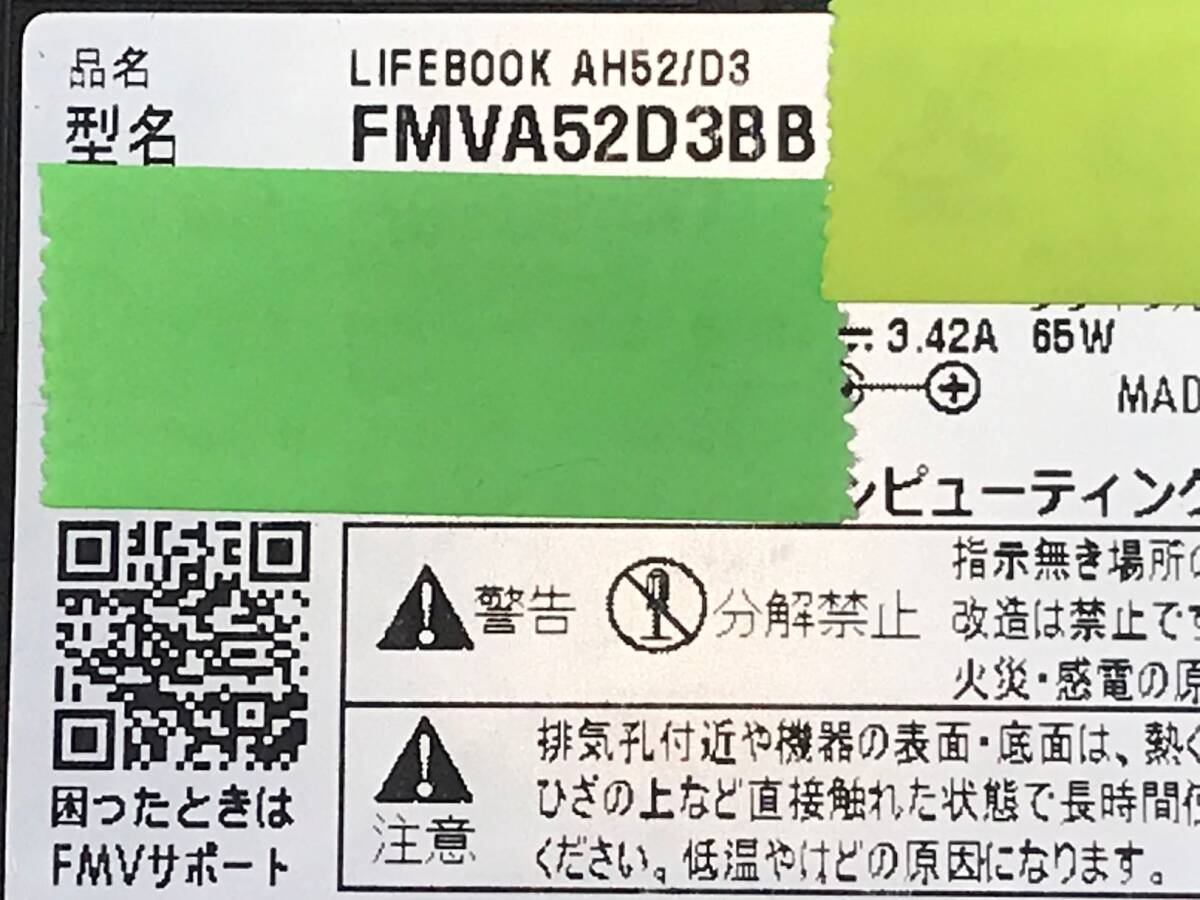 品名 LIFEBOOK AH52/D3
型名 FMVA52D3BB
3.42A 65W
MAD
ンピューティング
警告 分解禁止
指示無き場所の
改造は禁止です
火災・感電の原
注意
排気孔付近や機器の表面・底面は、熱く
ひざの上など直接触れた状態で長時間使
ください。低温やけどの原因になります。
困ったときは
FMVサポート